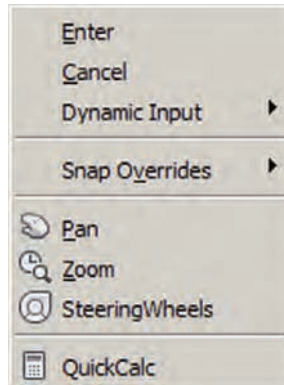 Enter
Cancel
Dynamic Input
Snap Overrides
Pan
Zoom
SteeringWheels
QuickCalc